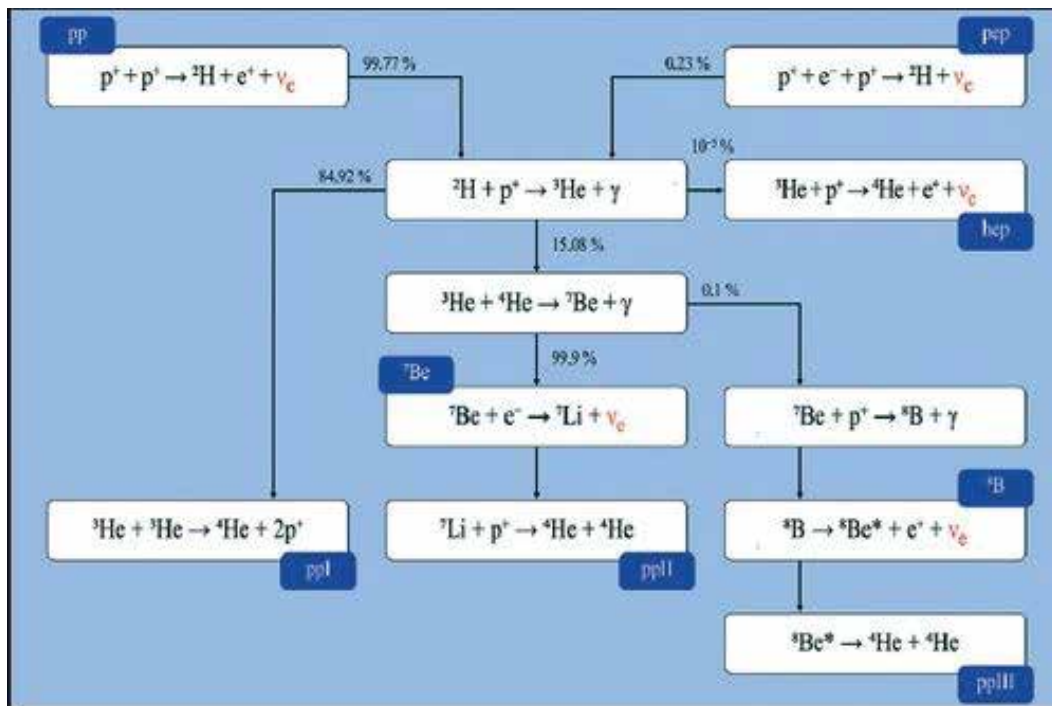 pp
pep
p⁺ + p⁺ → ²H + e⁺ + νₑ
99.77 %
0.23 %
p⁺ + e⁻ + p⁺ → ²H + νₑ
84.92 %
²H + p⁺ → ³He + γ
10⁻⁵ %
³He + p⁺ → ⁴He + e⁺ + νₑ
hep
15.08 %
³He + ⁴He → ⁷Be + γ
0.1 %
99.9 %
⁷Be
⁷Be + e⁻ → ⁷Li + νₑ
⁷Be + p⁺ → ⁸B + γ
⁸B
³He + ³He → ⁴He + 2p⁺
⁷Li + p⁺ → ⁴He + ⁴He
⁸B → ⁸Be* + e⁺ + νₑ
ppI
ppII
⁸Be* → ⁴He + ⁴He
ppIII